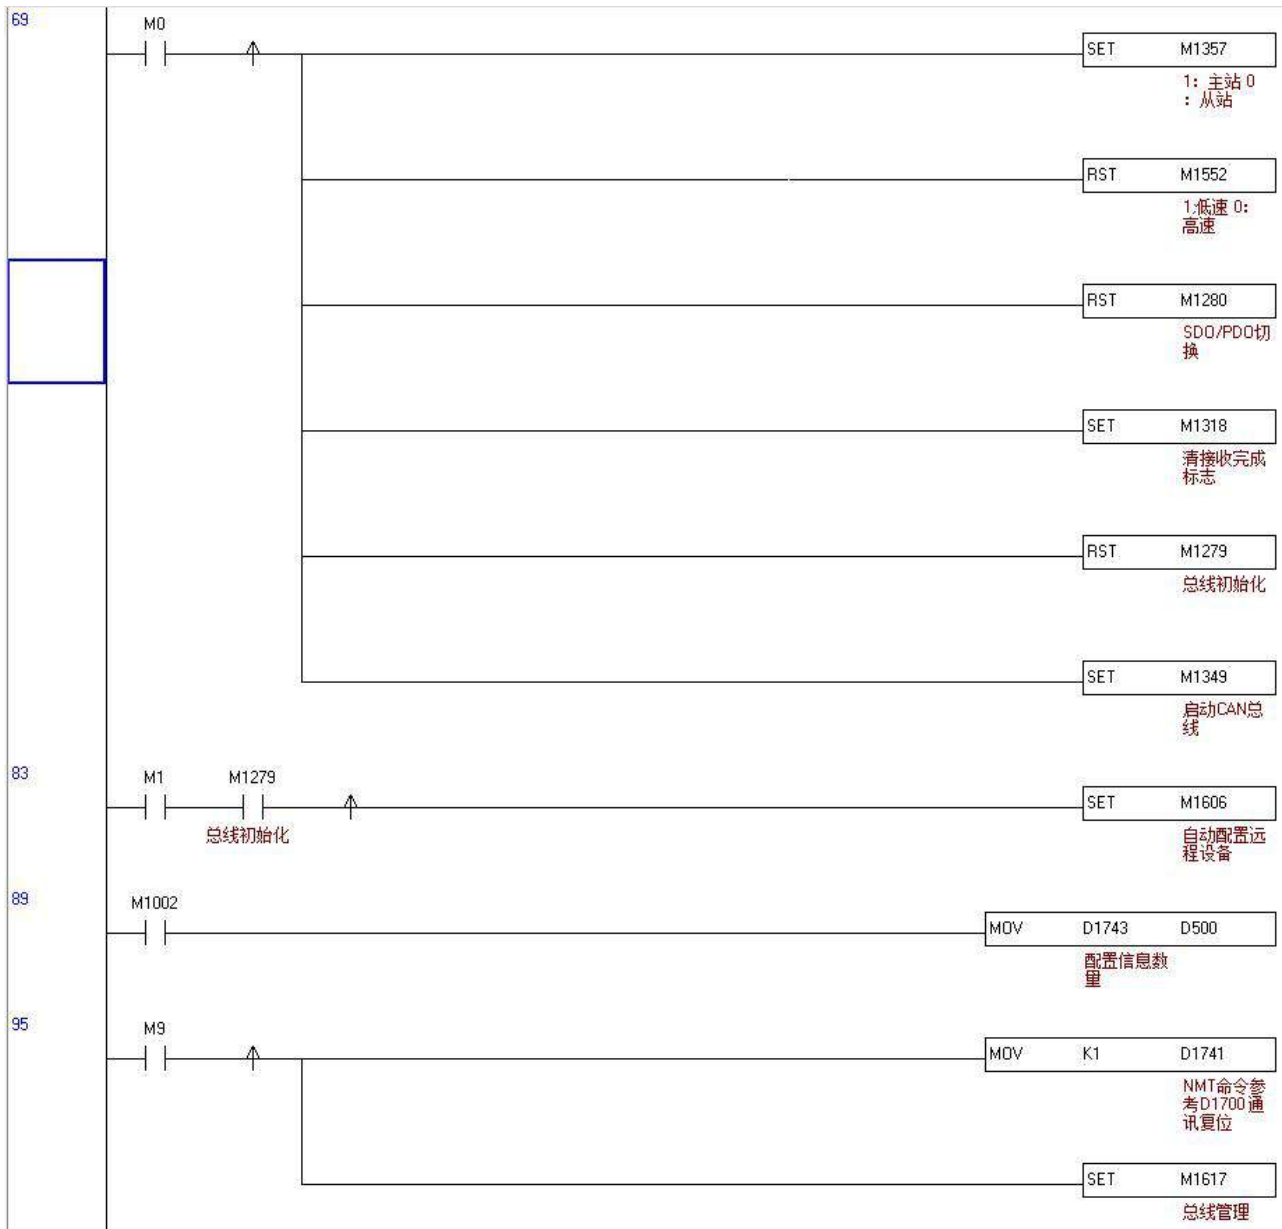 69
M0
SET M1357
1：主站 0
：从站
RST M1552
1;低速 0：
高速
RST M1280
SDO/PDO切
换
SET M1318
清接收完成
标志
RST M1279
总线初始化
SET M1349
启动CAN总
线
83
M1 M1279
总线初始化
SET M1606
自动配置远
程设备
89
M1002
MOV D1743 D500
配置信息数
量
95
M9
MOV K1 D1741
NMT命令参
考D1700通
讯复位
SET M1617
总线管理